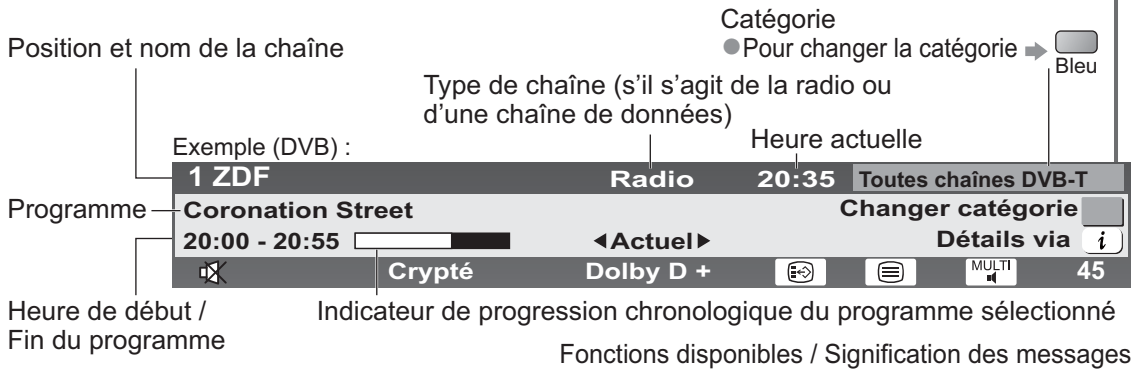 Catégorie
●Pour changer la catégorie
Bleu
Position et nom de la chaîne
Type de chaîne (s'il s'agit de la radio ou
d'une chaîne de données)
Heure actuelle
Exemple (DVB) :
1 ZDF Radio 20:35 Toutes chaînes DVB-T
Programme
Coronation Street Changer catégorie
20:00 - 20:55 ◀Actuel▶ Détails via i
Crypté Dolby D + MULTI 45
Heure de début /
Fin du programme
Indicateur de progression chronologique du programme sélectionné
Fonctions disponibles / Signification des messages